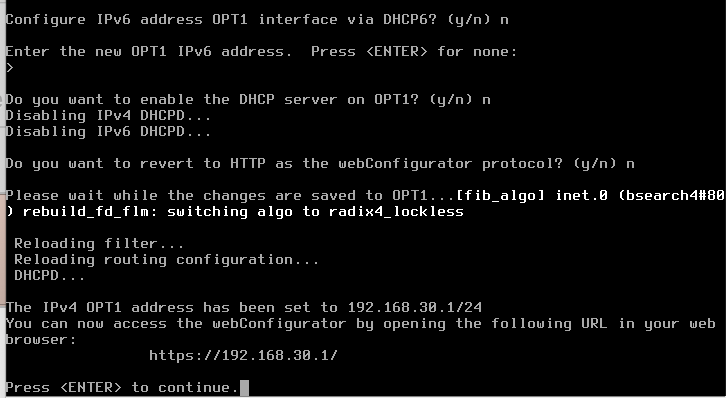 Configure IPv6 address OPT1 interface via DHCP6? (y/n) n
Enter the new OPT1 IPv6 address.  Press <ENTER> for none:
>
Do you want to enable the DHCP server on OPT1? (y/n) n
Disabling IPv4 DHCPD...
Disabling IPv6 DHCPD...
Do you want to revert to HTTP as the webConfigurator protocol? (y/n) n
Please wait while the changes are saved to OPT1...[fib_algo] inet.0 (bsearch4#80
) rebuild_fd_flm: switching algo to radix4_lockless
Reloading filter...
Reloading routing configuration...
DHCPD...
The IPv4 OPT1 address has been set to 192.168.30.1/24
You can now access the webConfigurator by opening the following URL in your web
browser:
https://192.168.30.1/
Press <ENTER> to continue.